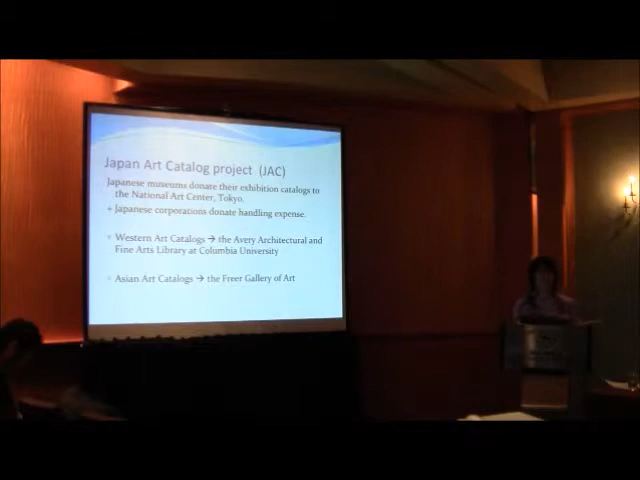 Japan Art Catalog project (JAC)
Japanese museums donate their exhibition catalogs to
the National Art Center, Tokyo.
+ Japanese corporations donate handling expense.
Western Art Catalogs → the Avery Architectural and
Fine Arts Library at Columbia University
Asian Art Catalogs → the Freer Gallery of Art